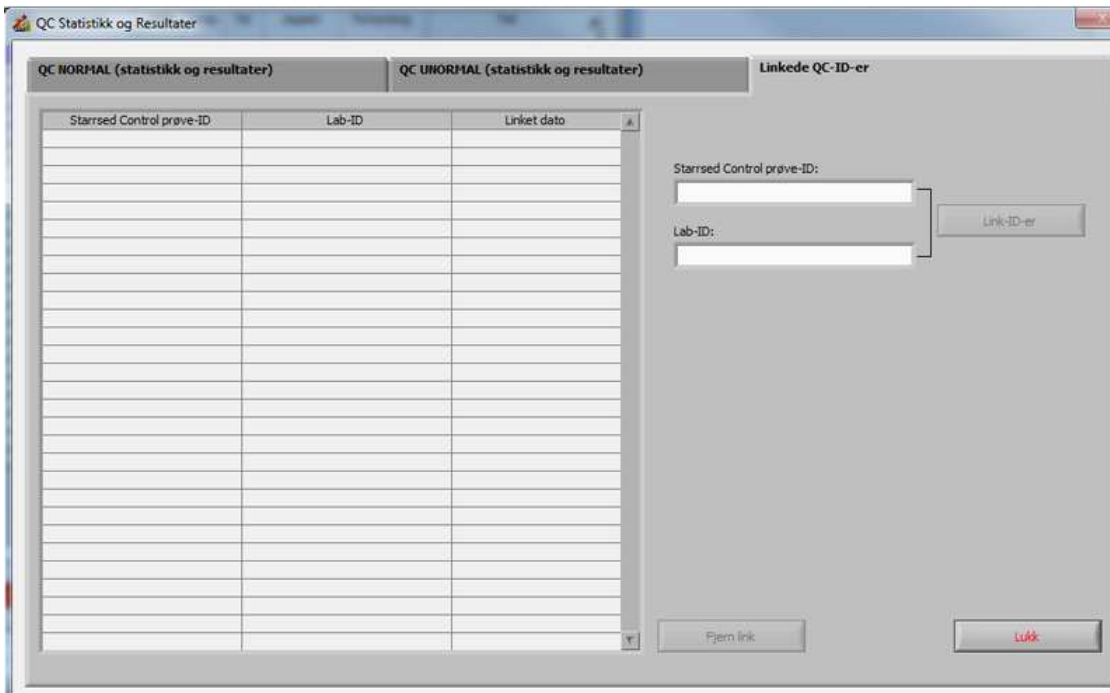 QC Statistikk og Resultater
QC NORMAL (statistikk og resultater)
QC UNORMAL (statistikk og resultater)
Linkede QC-ID-er
Starrsed Control prøve-ID
Lab-ID
Linket dato
Starrsed Control prøve-ID:
Link-ID-er
Lab-ID:
Fjern link
Lukk